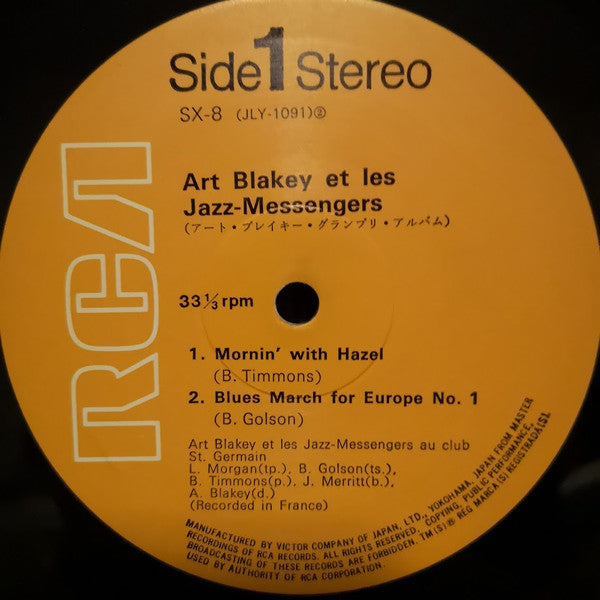 Side 1 Stereo
SX-8 (JLY-1091)②
RCA
Art Blakey et les
Jazz-Messengers
(アート・ブレイキー・グランプリ・アルバム)
33⅓rpm
1. Mornin' with Hazel
(B. Timmons)
2. Blues March for Europe No. 1
(B. Golson)
Art Blakey et les Jazz-Messengers au club
St. Germain
L. Morgan(tp.), B. Golson(ts.),
B. Timmons(p.), J. Merritt(b.),
A. Blakey(d.)
(Recorded in France)
MANUFACTURED BY VICTOR COMPANY OF JAPAN, LTD., YOKOHAMA, JAPAN FROM MASTER
RECORDINGS OF RCA RECORDS. ALL RIGHTS RESERVED. COPYING, PUBLIC PERFORMANCE,
BROADCASTING OF THESE RECORDS ARE FORBIDDEN. TM(S)® REG MARCA(S) REGISTRADA(S).
USED BY AUTHORITY OF RCA CORPORATION.